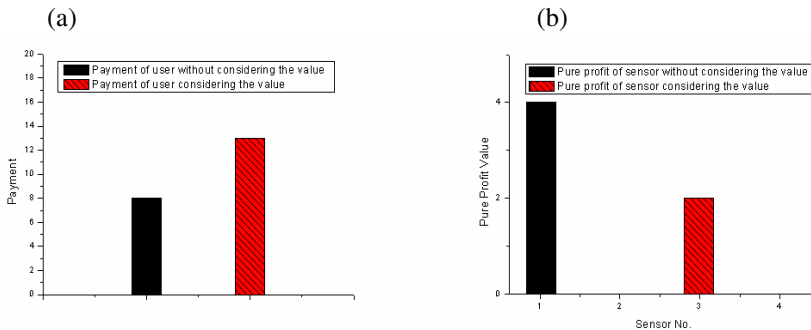 (a)
Payment of user without considering the value
Payment of user considering the value
20
18
16
14
12
10
8
6
4
2
0
Payment
(b)
Pure profit of sensor without considering the value
Pure profit of sensor considering the value
4
2
0
Pure Profit Value
1 2 3 4
Sensor No.